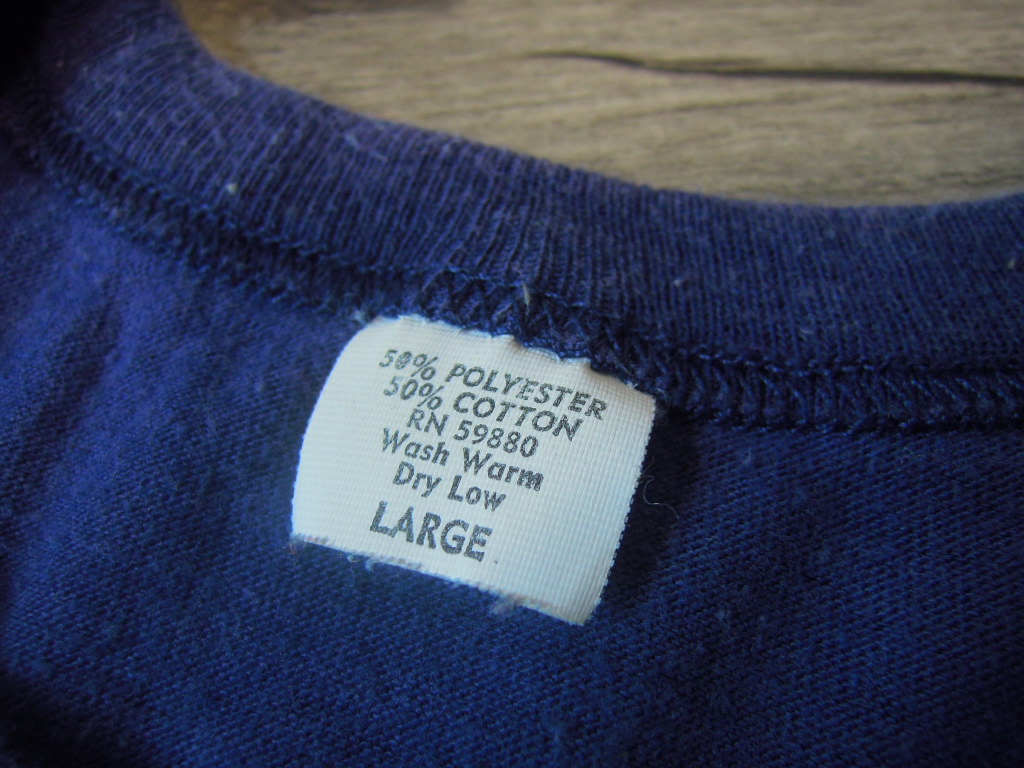 50% POLYESTER
50% COTTON
RN 59880
Wash Warm
Dry Low
LARGE